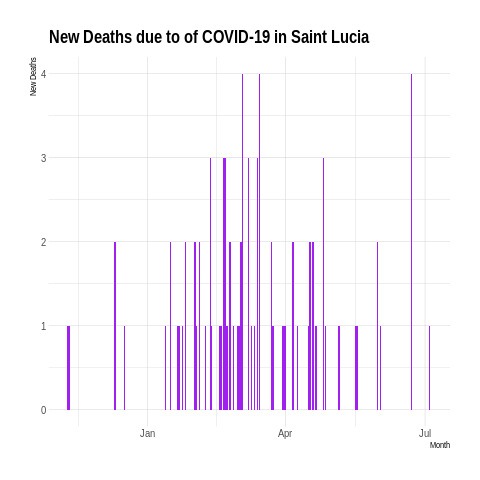 New Deaths due to of COVID-19 in Saint Lucia
New Deaths
4
3
2
1
0
Jan Apr Jul
Month